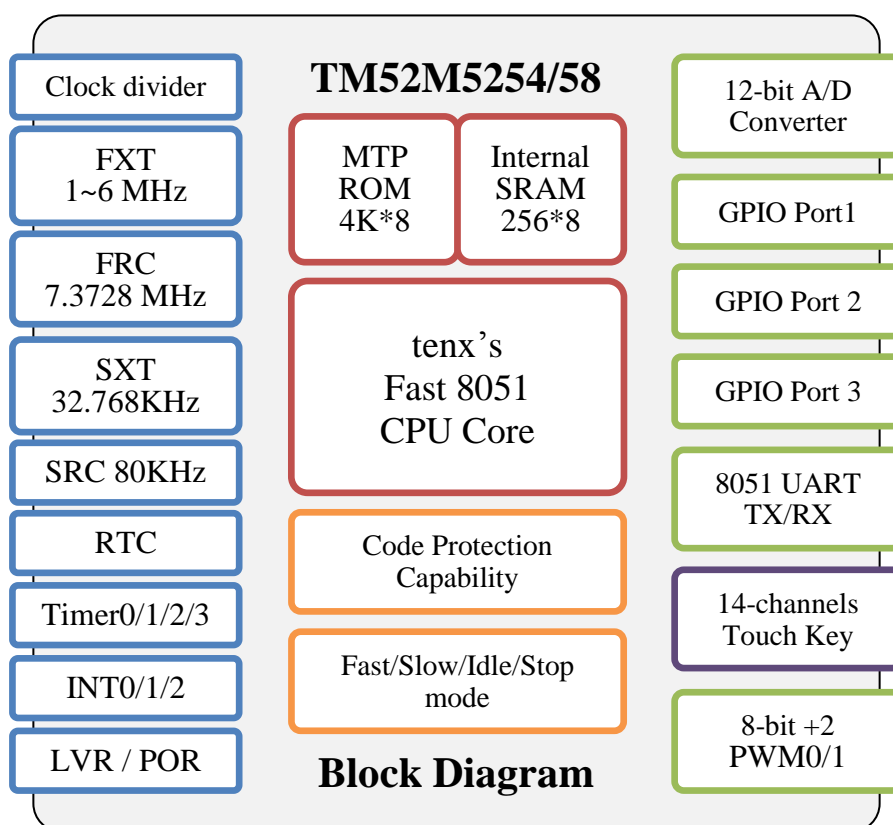 Clock divider
FXT
1~6 MHz
FRC
7.3728 MHz
SXT
32.768KHz
SRC 80KHz
RTC
Timer0/1/2/3
INT0/1/2
LVR / POR
TM52M5254/58
MTP
ROM
4K*8
Internal
SRAM
256*8
tenx’s
Fast 8051
CPU Core
Code Protection
Capability
Fast/Slow/Idle/Stop
mode
Block Diagram
12-bit A/D
Converter
GPIO Port1
GPIO Port 2
GPIO Port 3
8051 UART
TX/RX
14-channels
Touch Key
8-bit +2
PWM0/1